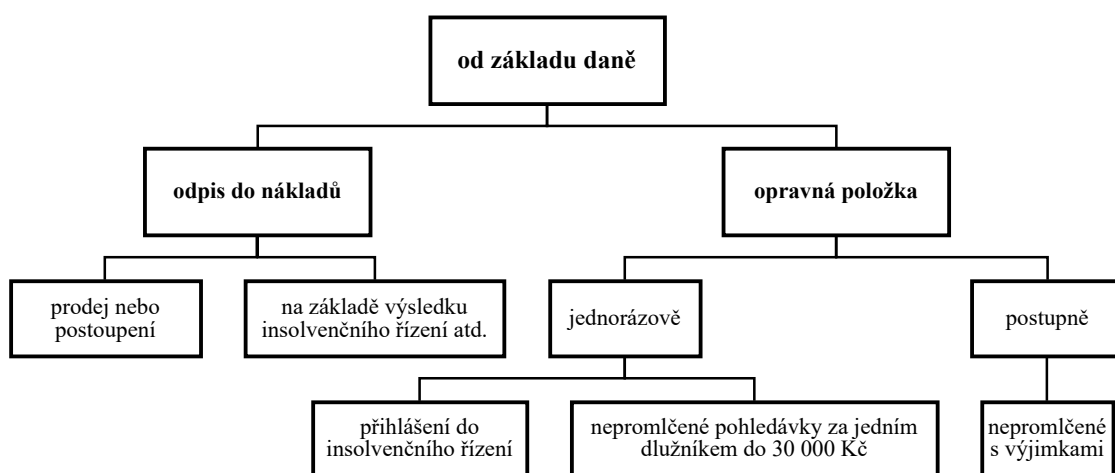 od základu daně
odpis do nákladů
opravná položka
prodej nebo
postoupení
na základě výsledku
insolvenčního řízení atd.
jednorázově
postupně
přihlášení do
insolvenčního řízení
nepromlčené pohledávky za jedním
dlužníkem do 30 000 Kč
nepromlčené
s výjimkami